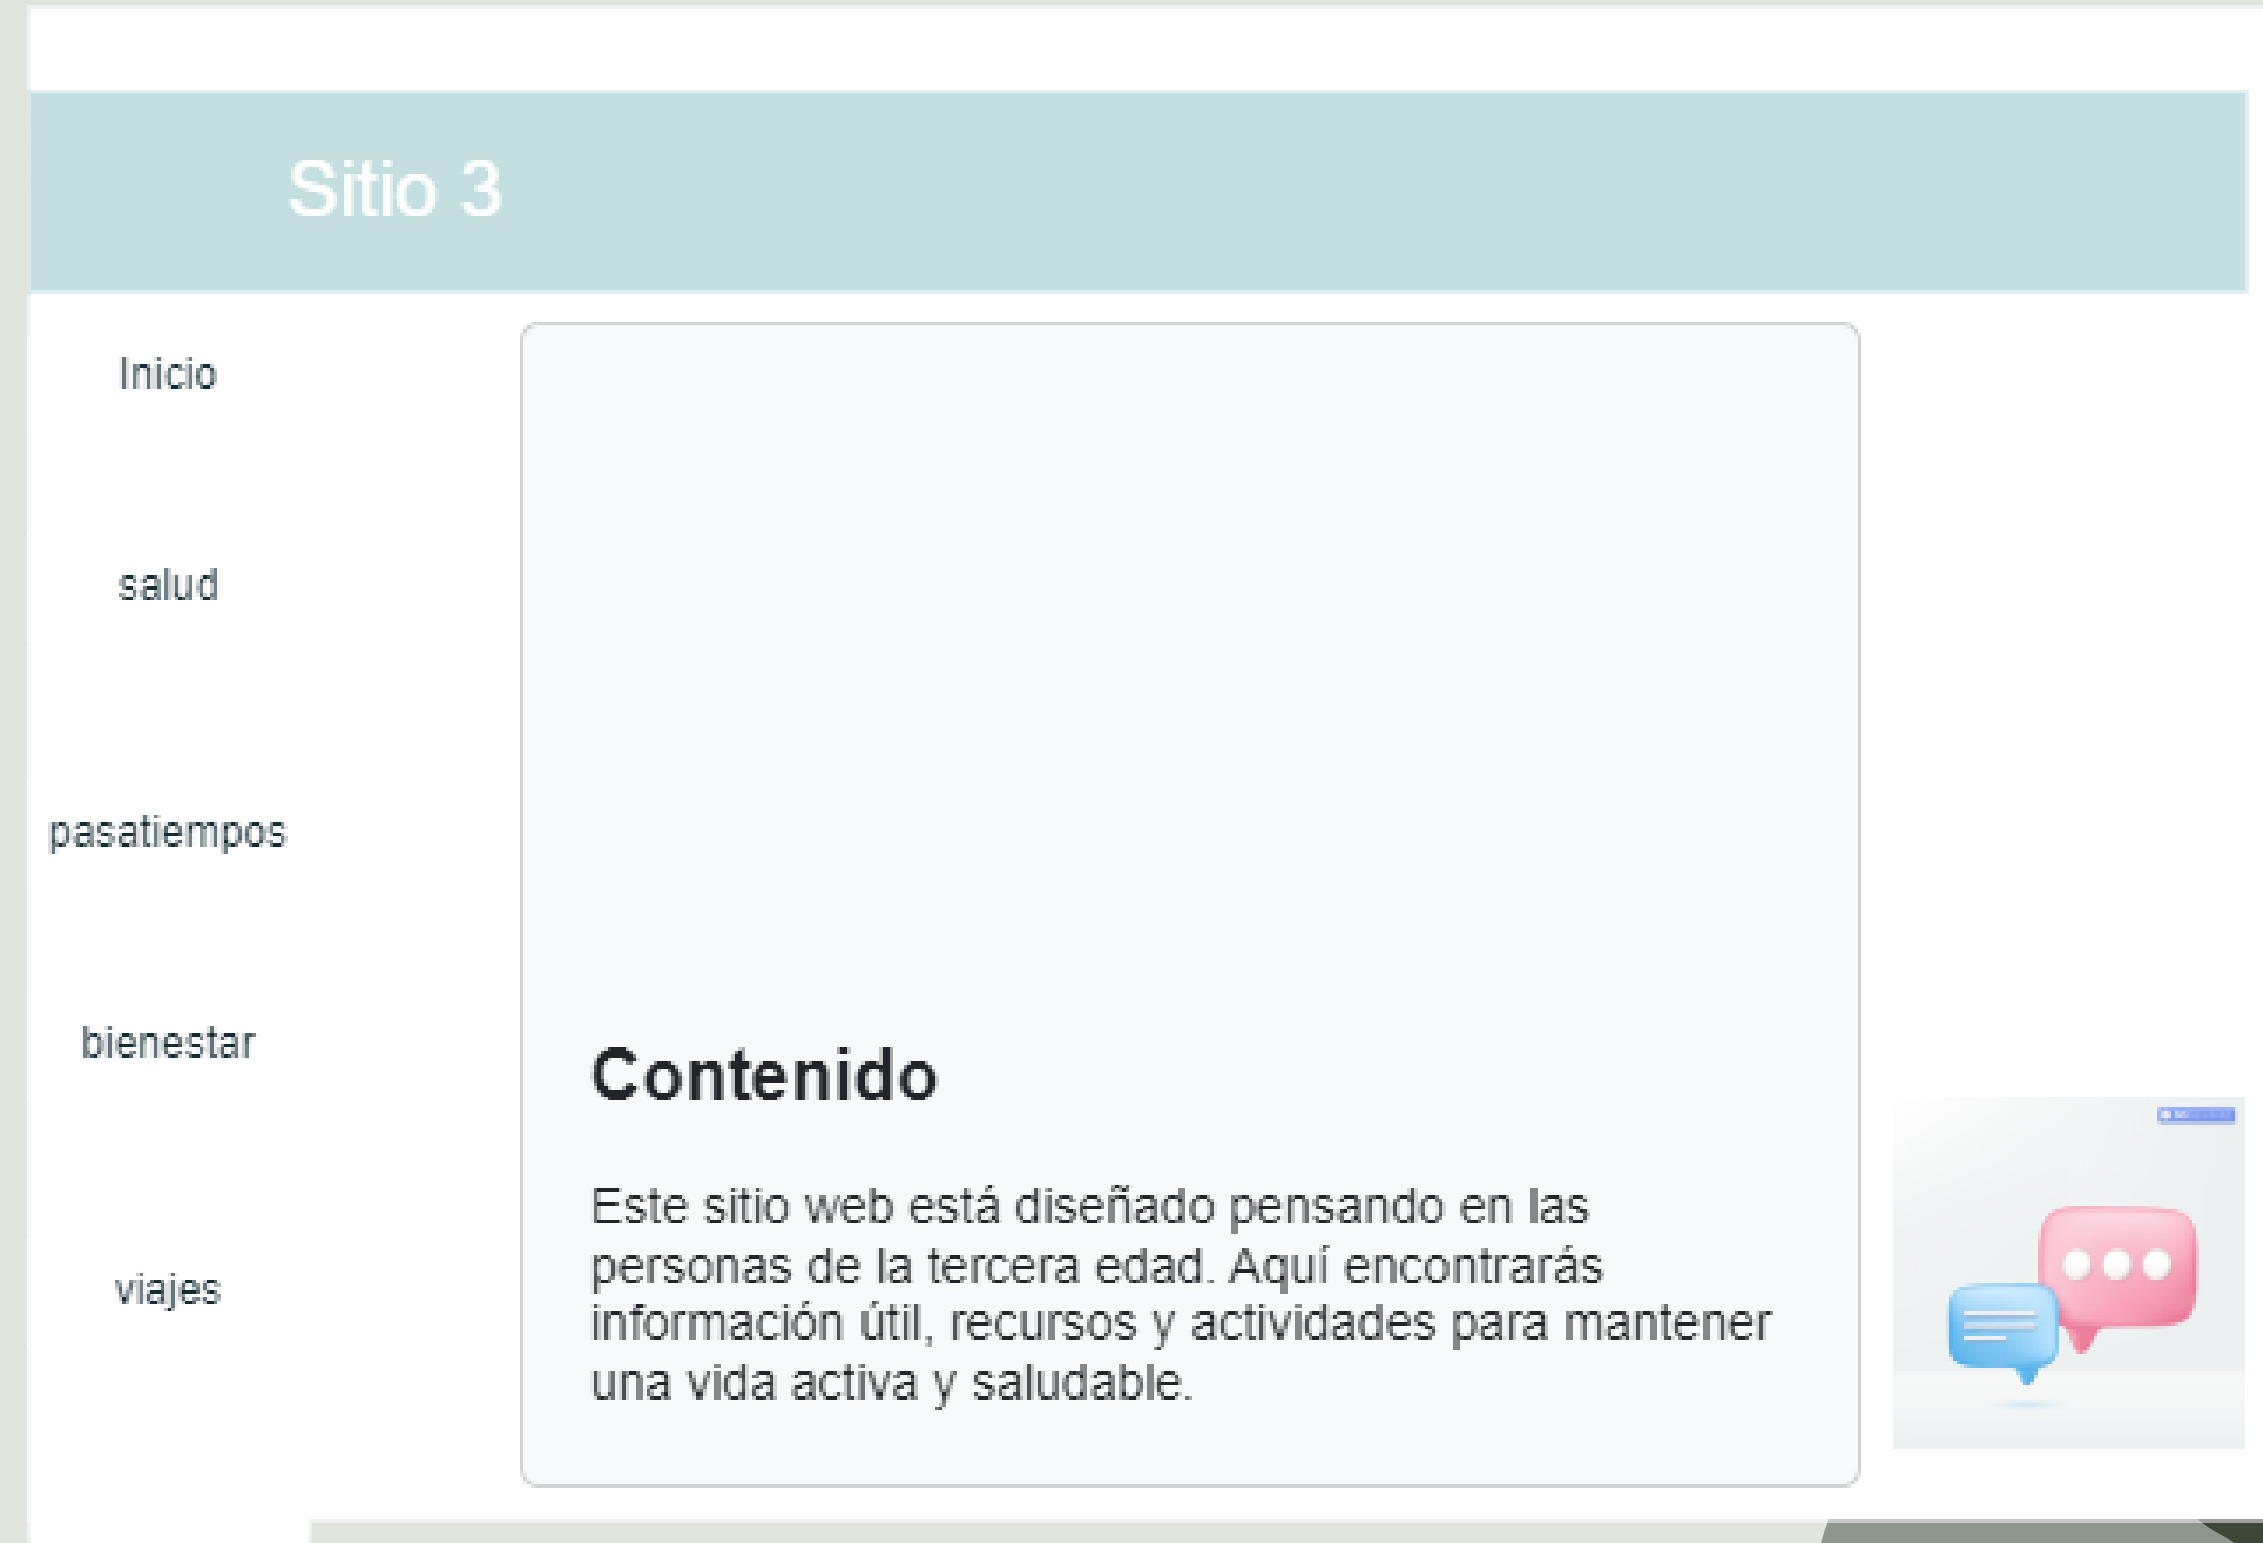 Sitio 3
Inicio
salud
pasatiempos
bienestar
viajes
Contenido
Este sitio web está diseñado pensando en las
personas de la tercera edad. Aquí encontrarás
información útil, recursos y actividades para mantener
una vida activa y saludable.